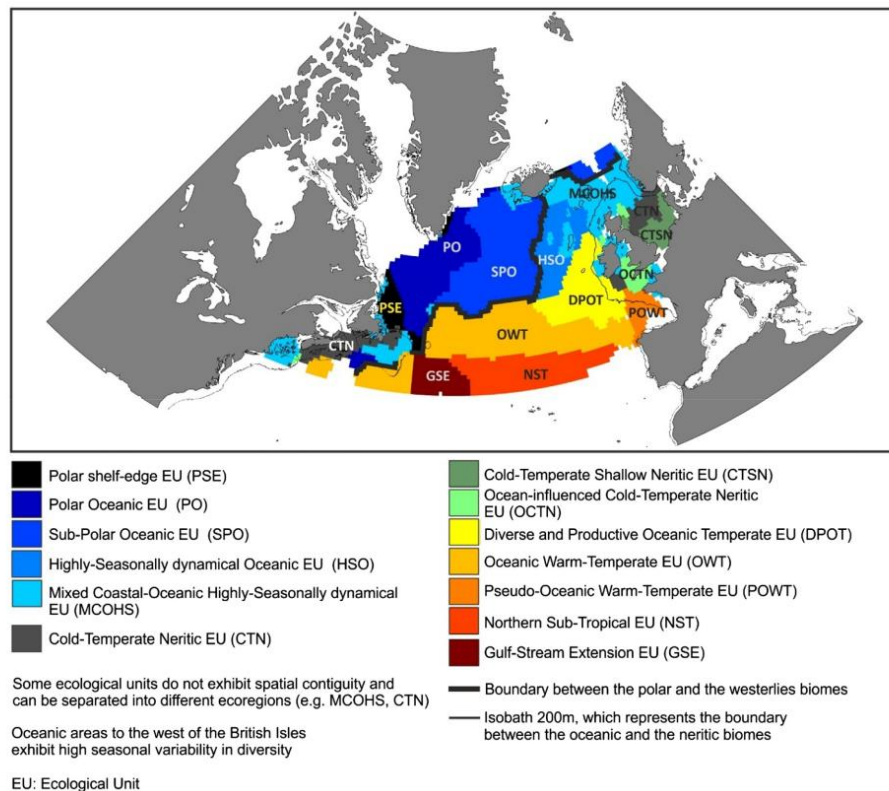 MCOHS
CTN
CTSN
PO
HSO
SPO
OCTN
PSE
DPOT
POWT
OWT
CTN
GSE
NST
Polar shelf-edge EU (PSE)
Polar Oceanic EU (PO)
Sub-Polar Oceanic EU (SPO)
Highly-Seasonally dynamical Oceanic EU (HSO)
Mixed Coastal-Oceanic Highly-Seasonally dynamical
EU (MCOHS)
Cold-Temperate Neritic EU (CTN)
Some ecological units do not exhibit spatial contiguity and
can be separated into different ecoregions (e.g. MCOHS, CTN)
Oceanic areas to the west of the British Isles
exhibit high seasonal variability in diversity
EU: Ecological Unit
Cold-Temperate Shallow Neritic EU (CTSN)
Ocean-influenced Cold-Temperate Neritic
EU (OCTN)
Diverse and Productive Oceanic Temperate EU (DPOT)
Oceanic Warm-Temperate EU (OWT)
Pseudo-Oceanic Warm-Temperate EU (POWT)
Northern Sub-Tropical EU (NST)
Gulf-Stream Extension EU (GSE)
Boundary between the polar and the westerlies biomes
Isobath 200m, which represents the boundary
between the oceanic and the neritic biomes